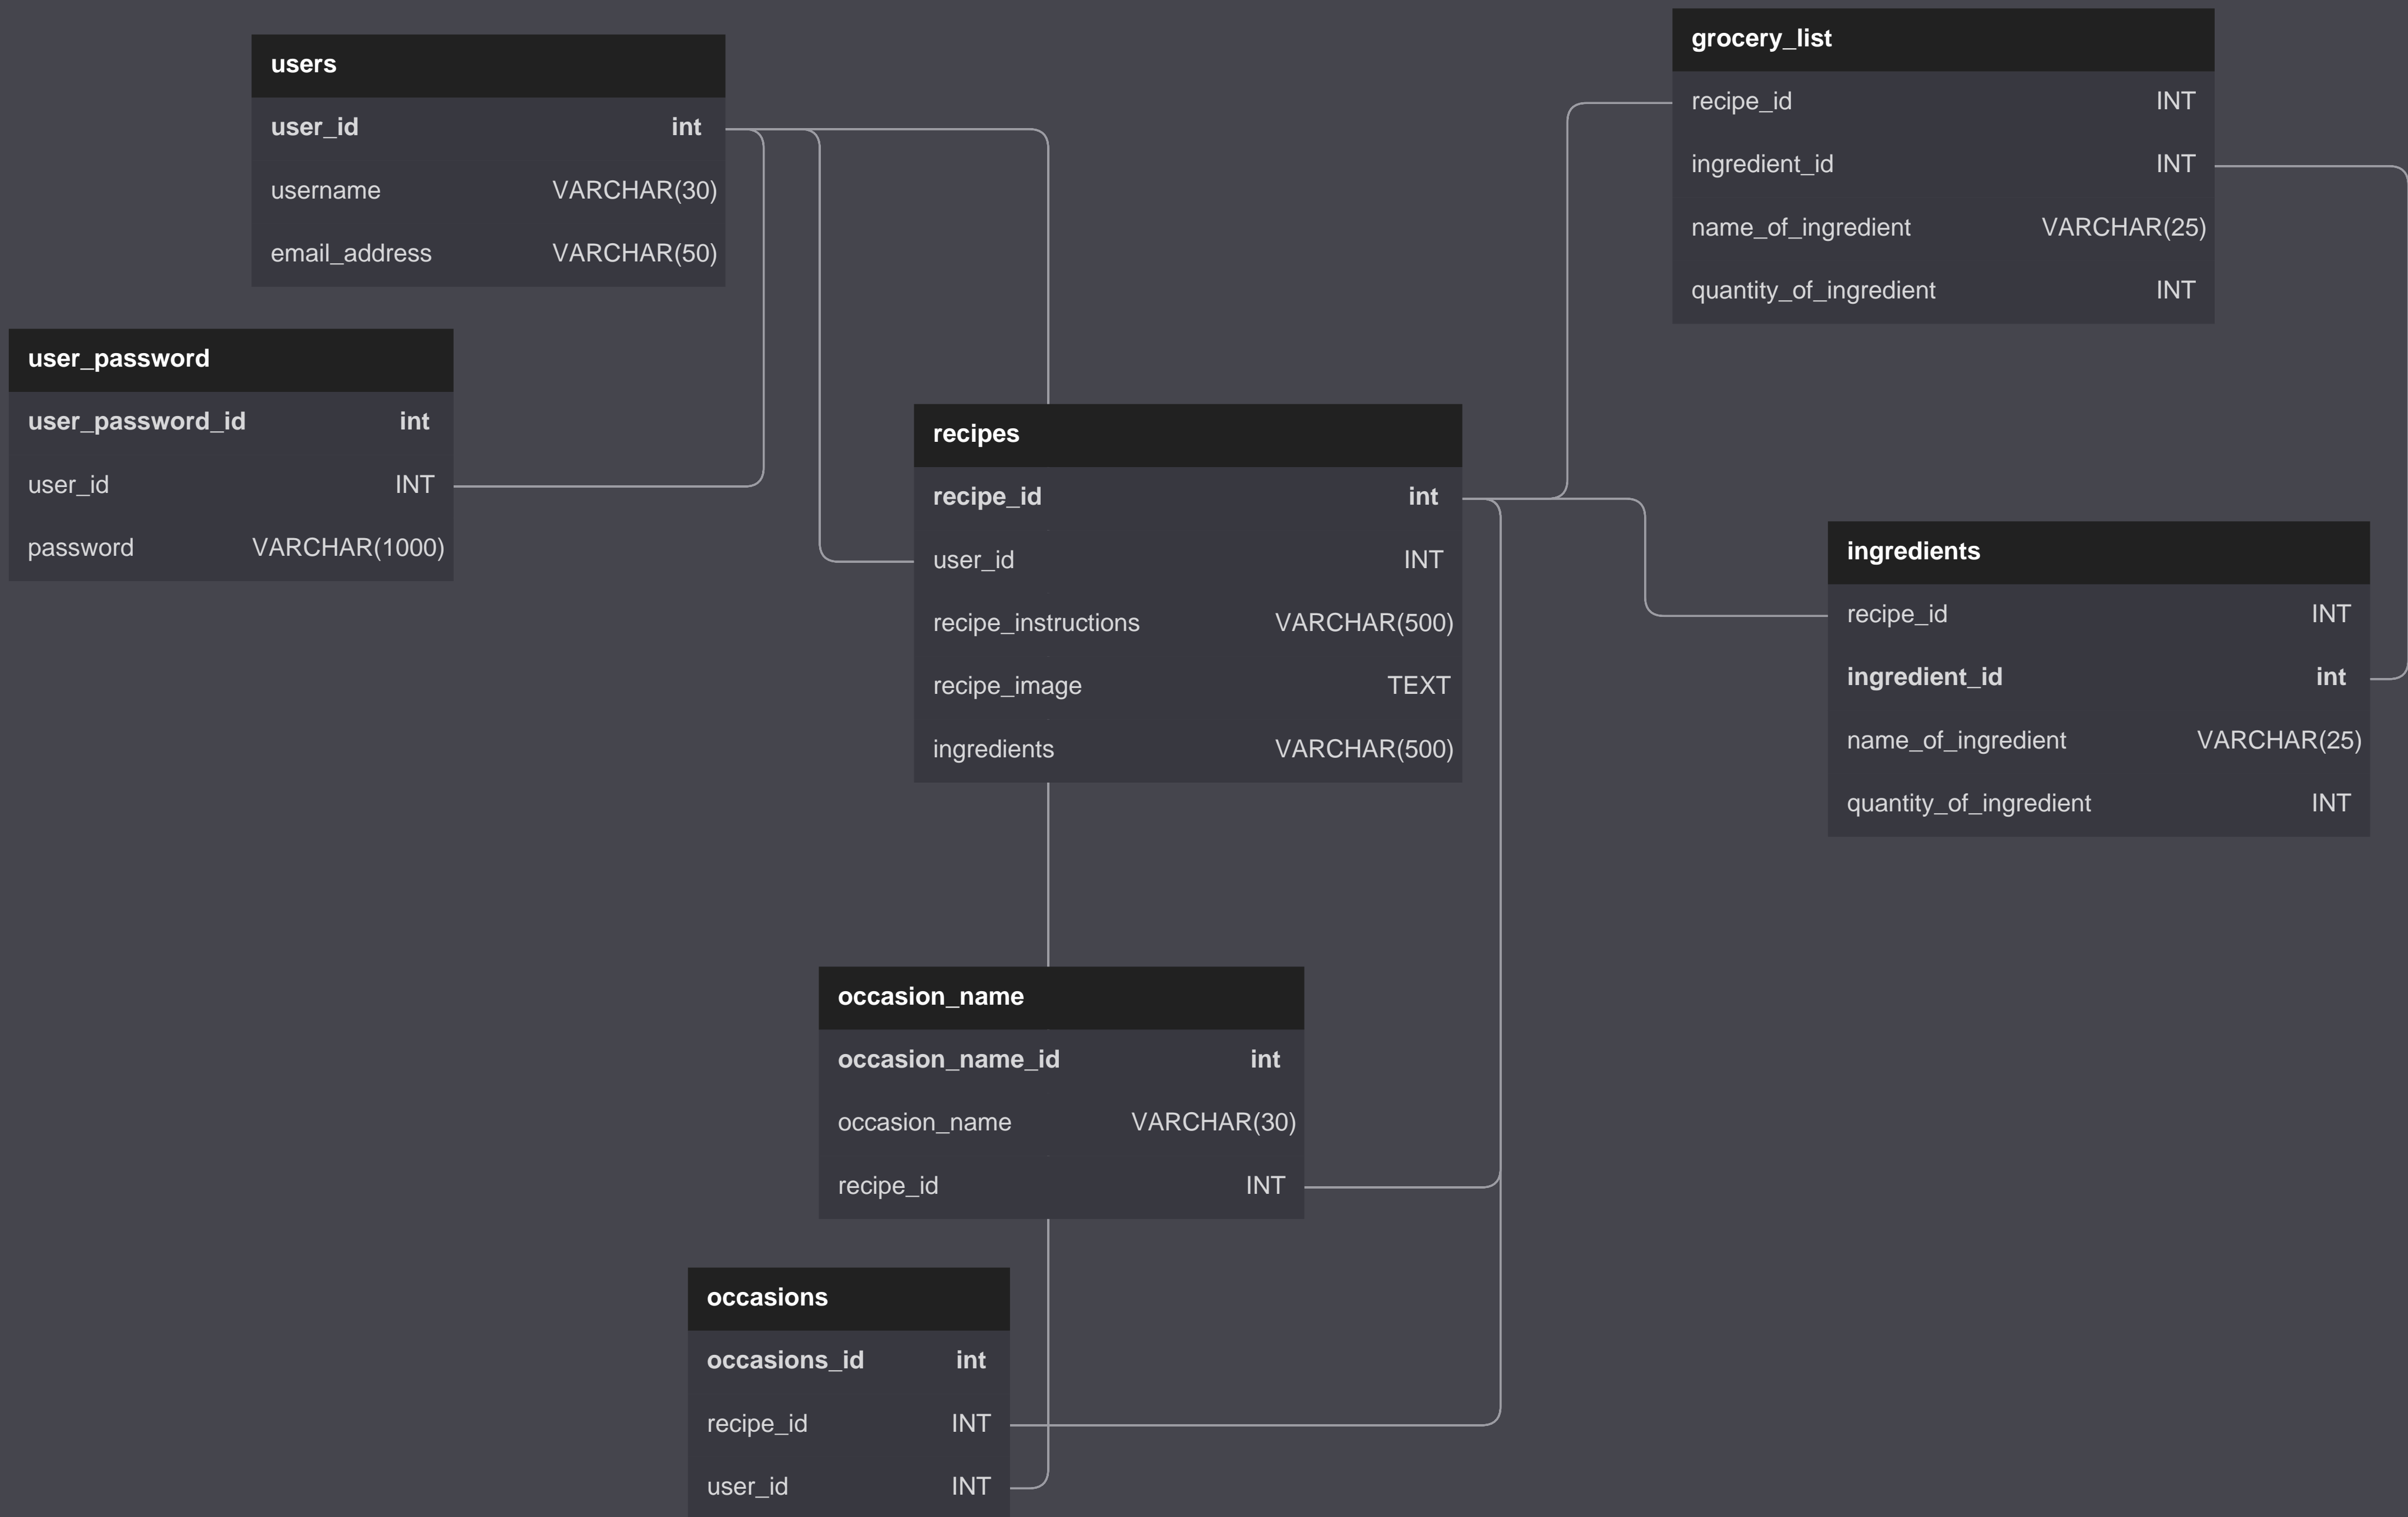 users
user_id int
username VARCHAR(30)
email_address VARCHAR(50)
user_password
user_password_id int
user_id INT
password VARCHAR(1000)
recipes
recipe_id int
user_id INT
recipe_instructions VARCHAR(500)
recipe_image TEXT
ingredients VARCHAR(500)
grocery_list
recipe_id INT
ingredient_id INT
name_of_ingredient VARCHAR(25)
quantity_of_ingredient INT
ingredients
recipe_id INT
ingredient_id int
name_of_ingredient VARCHAR(25)
quantity_of_ingredient INT
occasion_name
occasion_name_id int
occasion_name VARCHAR(30)
recipe_id INT
occasions
occasions_id int
recipe_id INT
user_id INT